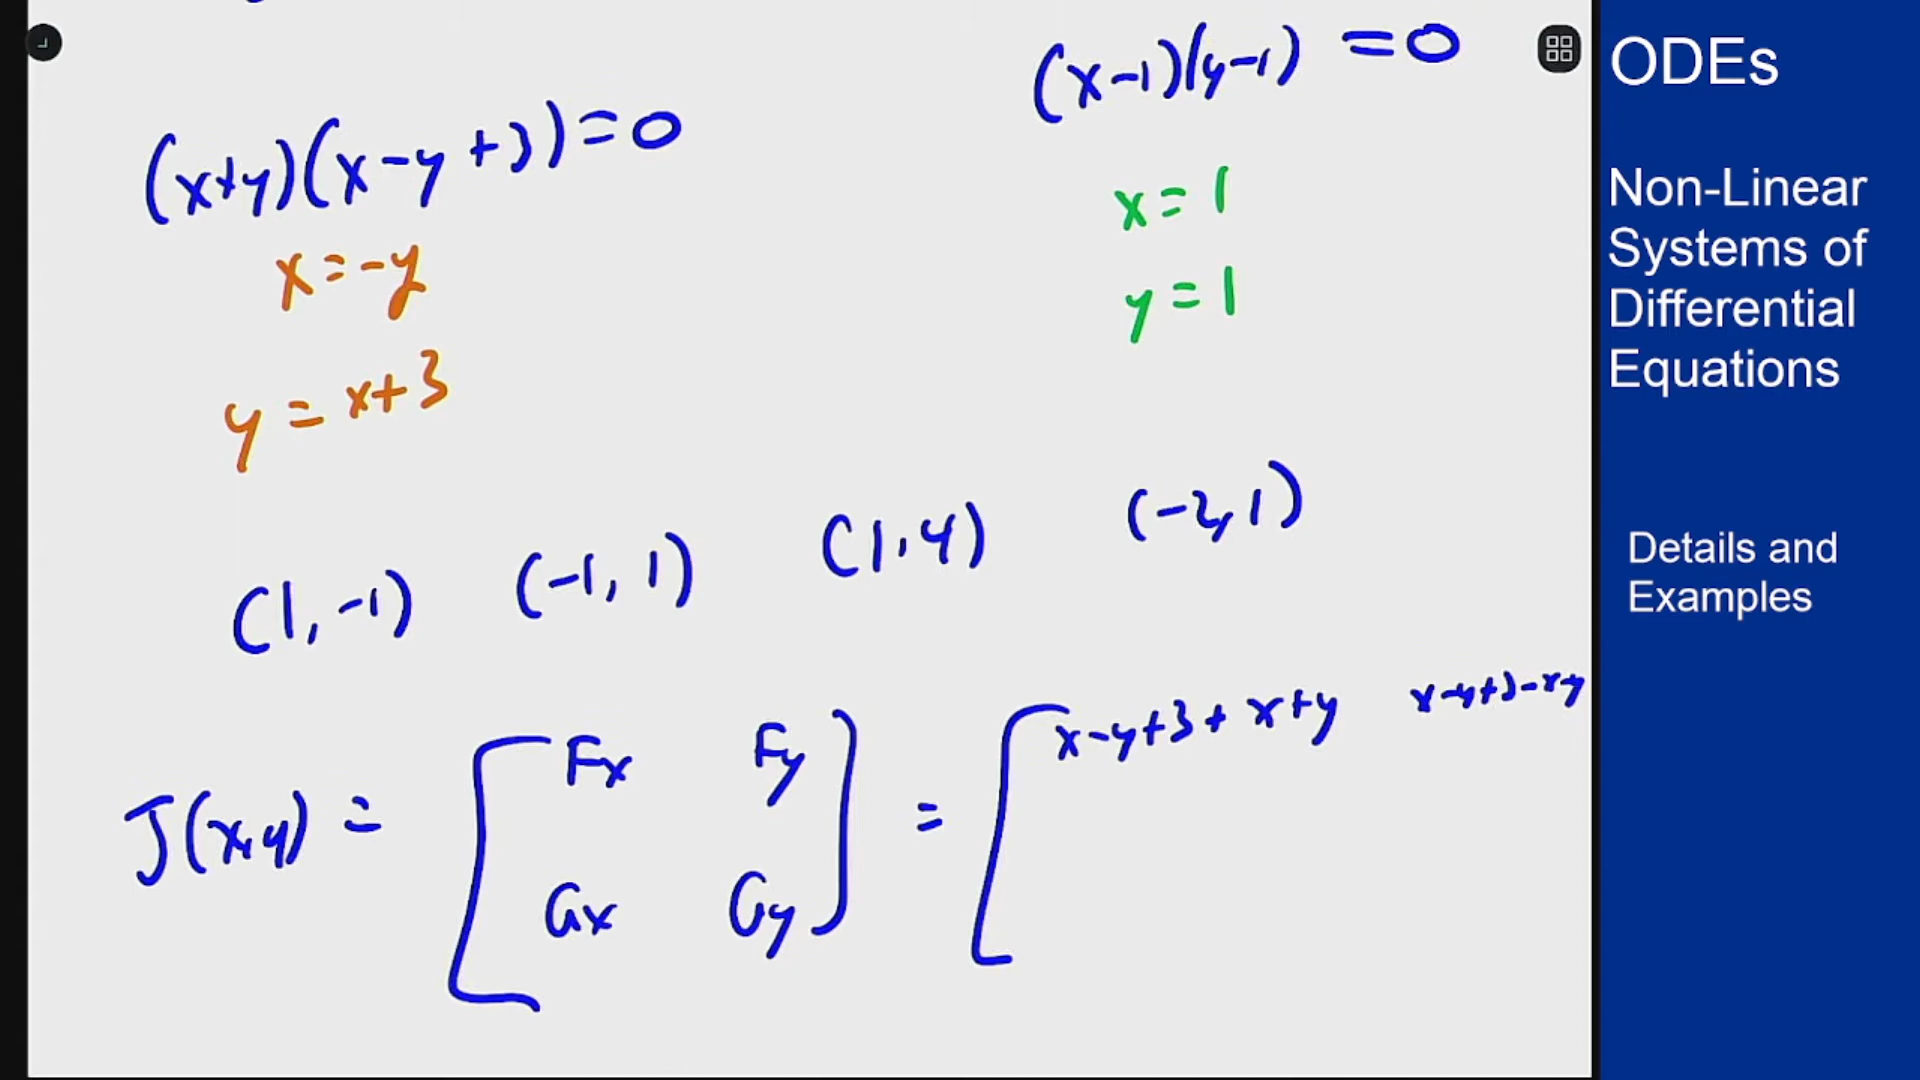 (x-1)(y-1) = 0
(x+y)(x-y+3) = 0
x = 1
x = -y
y = 1
y = x+3
(1, -1) (-1, 1) (1, 4) (-2, 1)
J(x,y) = [ Fx Fy
Gx Gy ] = [ x-y+3 + x+y x-y+3-x-y
ODEs
Non-Linear
Systems of
Differential
Equations
Details and
Examples